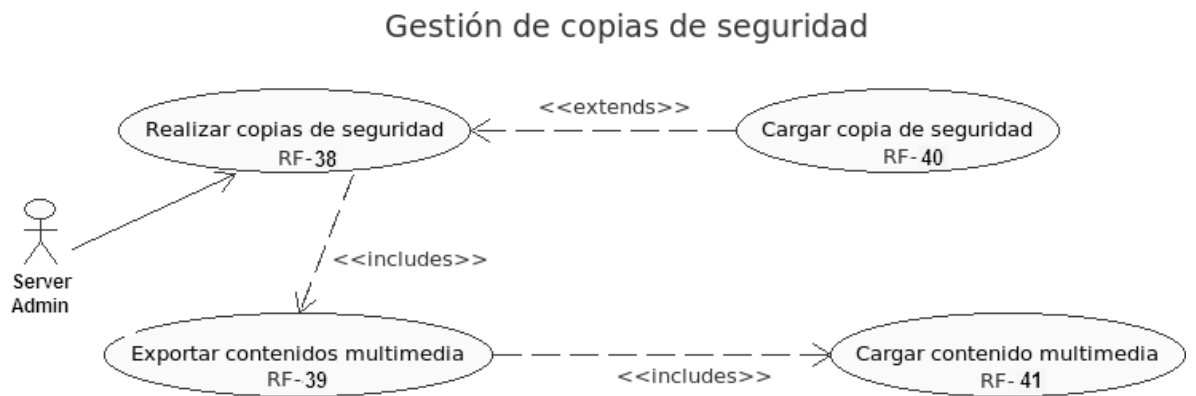 Gestión de copias de seguridad
<<extends>>
Realizar copias de seguridad
RF-38
Cargar copia de seguridad
RF-40
<<includes>>
Server
Admin
Exportar contenidos multimedia
RF-39
<<includes>>
Cargar contenido multimedia
RF-41